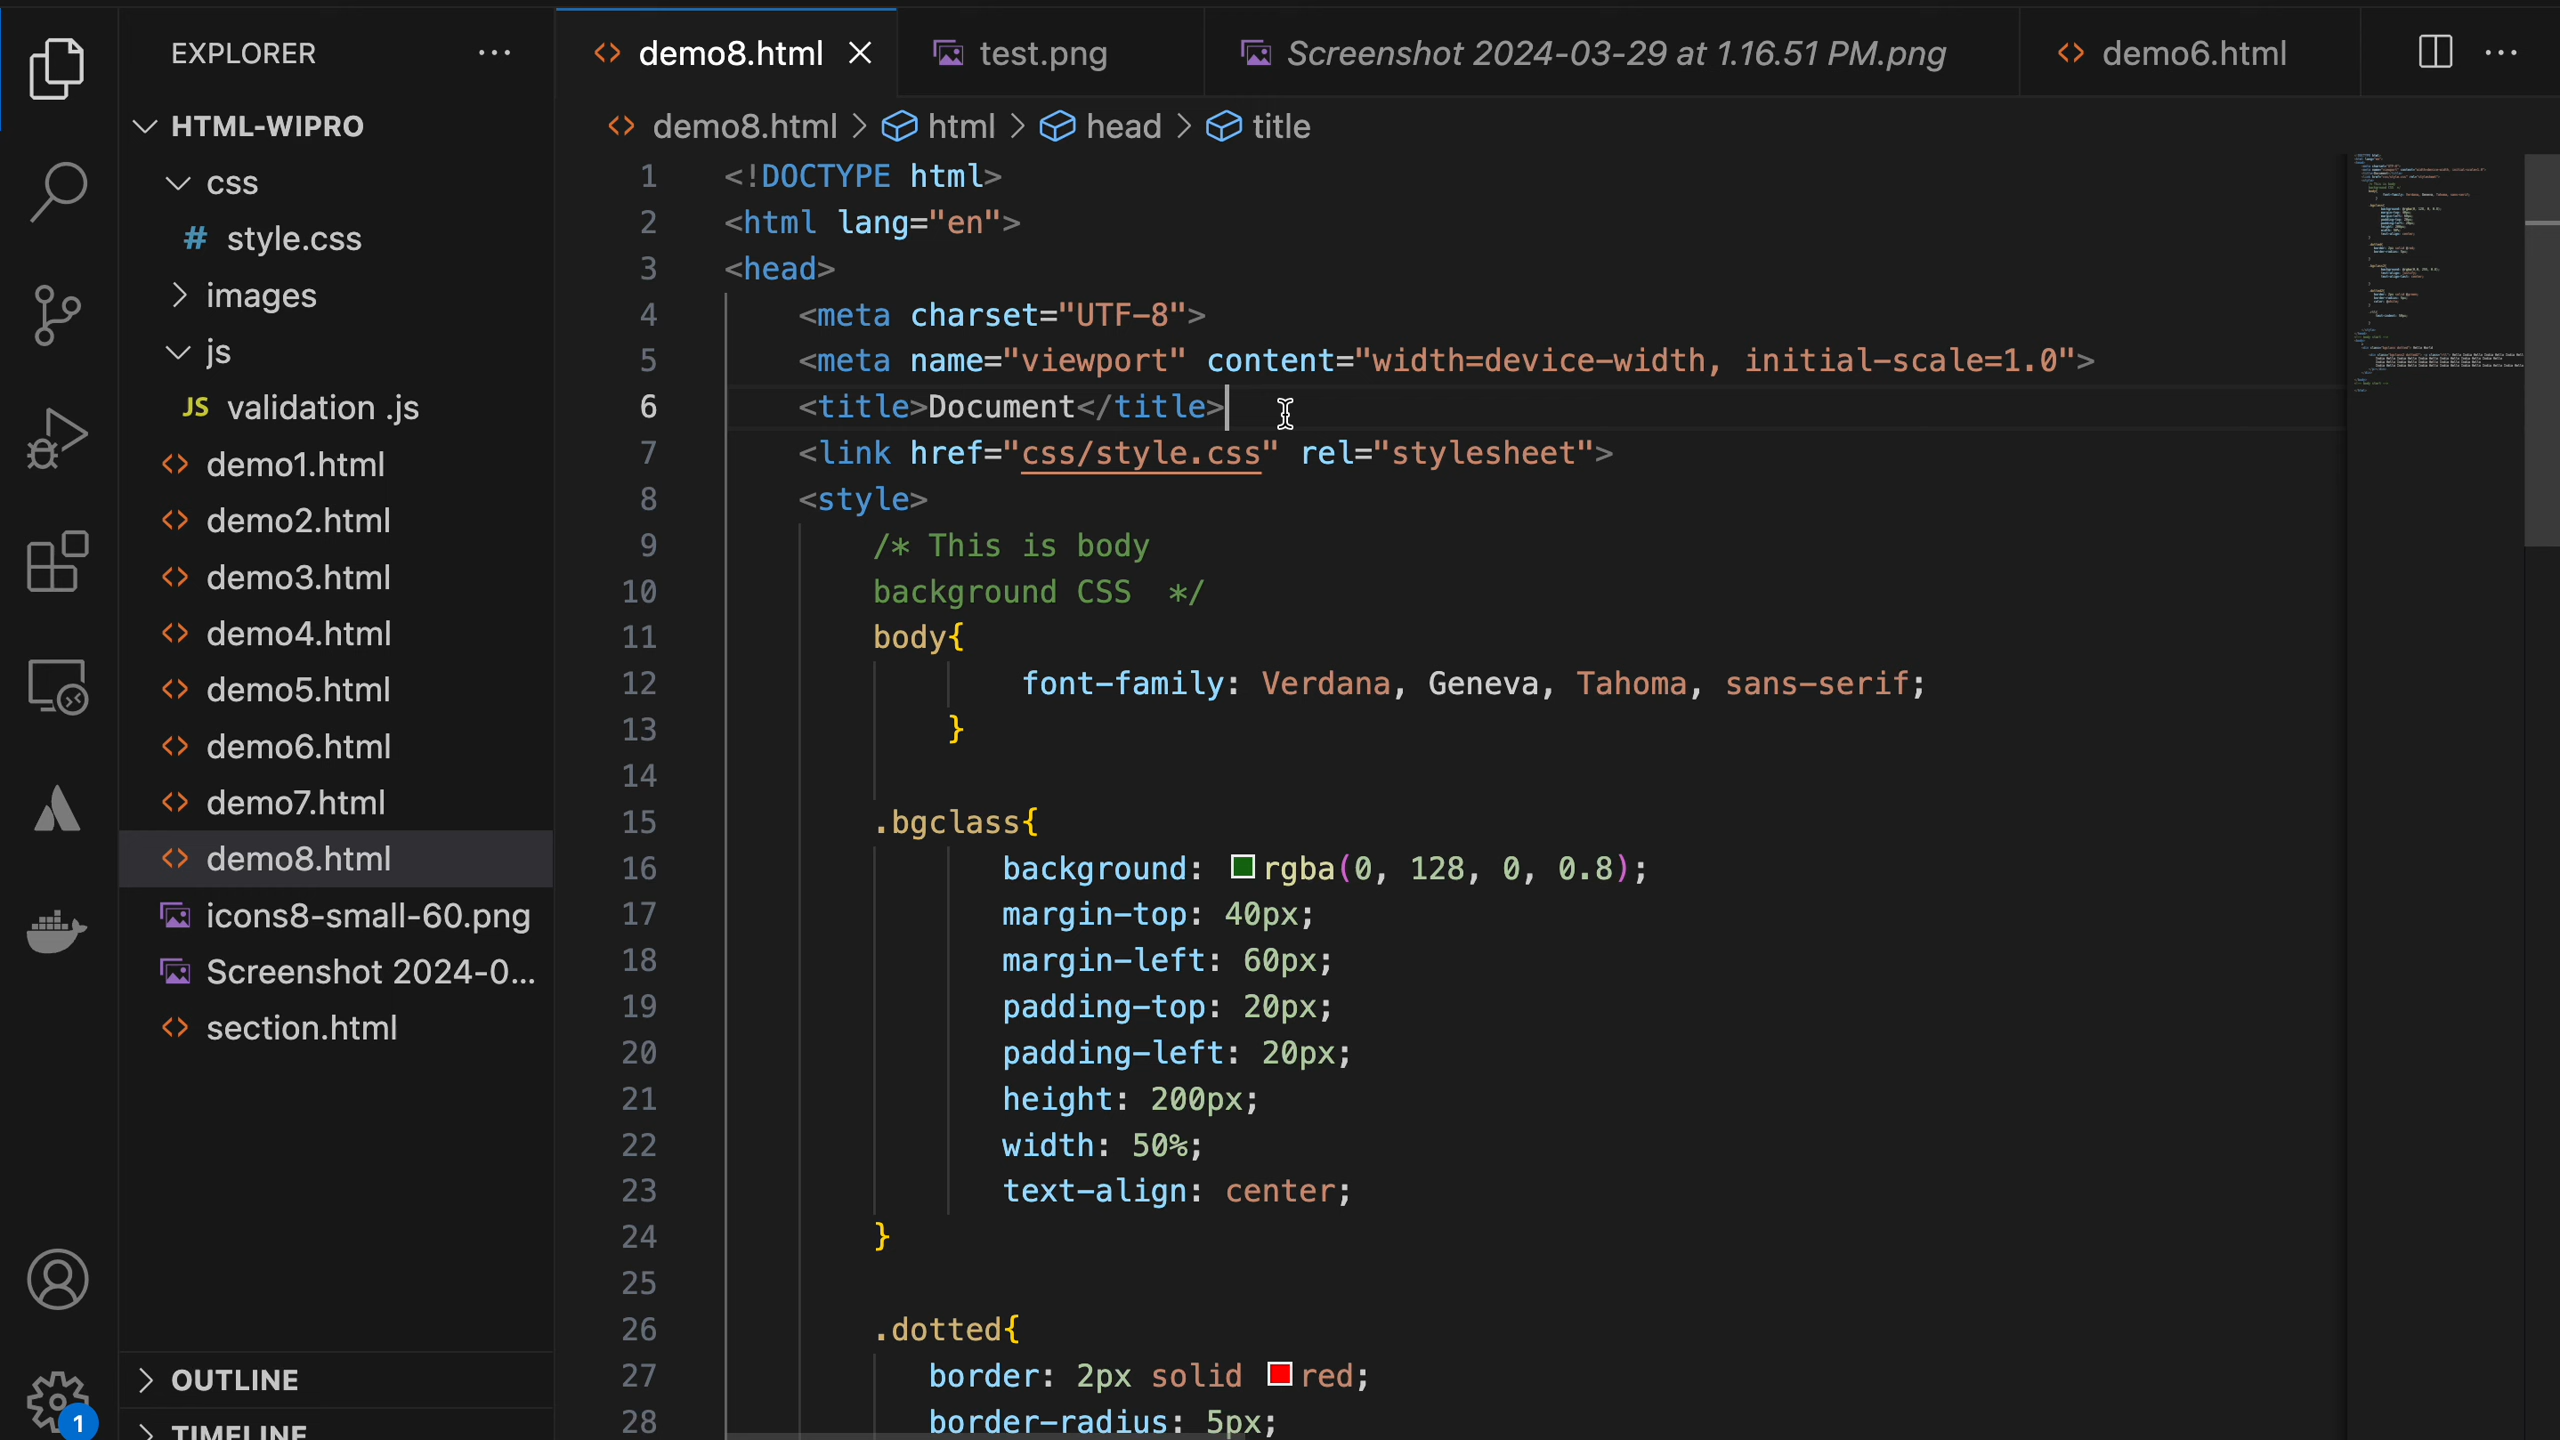 EXPLORER
HTML-WIPRO
css
# style.css
images
js
JS validation .js
demo1.html
demo2.html
demo3.html
demo4.html
demo5.html
demo6.html
demo7.html
demo8.html
icons8-small-60.png
Screenshot 2024-0...
section.html
OUTLINE
TIMELINE
1
demo8.html
test.png
Screenshot 2024-03-29 at 1.16.51 PM.png
demo6.html
demo8.html > html > head > title
1 <!DOCTYPE html>
2 <html lang="en">
3 <head>
4 <meta charset="UTF-8">
5 <meta name="viewport" content="width=device-width, initial-scale=1.0">
6 <title>Document</title>
7 <link href="css/style.css" rel="stylesheet">
8 <style>
9 /* This is body
10 background CSS  */
11 body{
12 font-family: Verdana, Geneva, Tahoma, sans-serif;
13 }
14
15 .bgclass{
16 background: rgba(0, 128, 0, 0.8);
17 margin-top: 40px;
18 margin-left: 60px;
19 padding-top: 20px;
20 padding-left: 20px;
21 height: 200px;
22 width: 50%;
23 text-align: center;
24 }
25
26 .dotted{
27 border: 2px solid red;
28 border-radius: 5px;